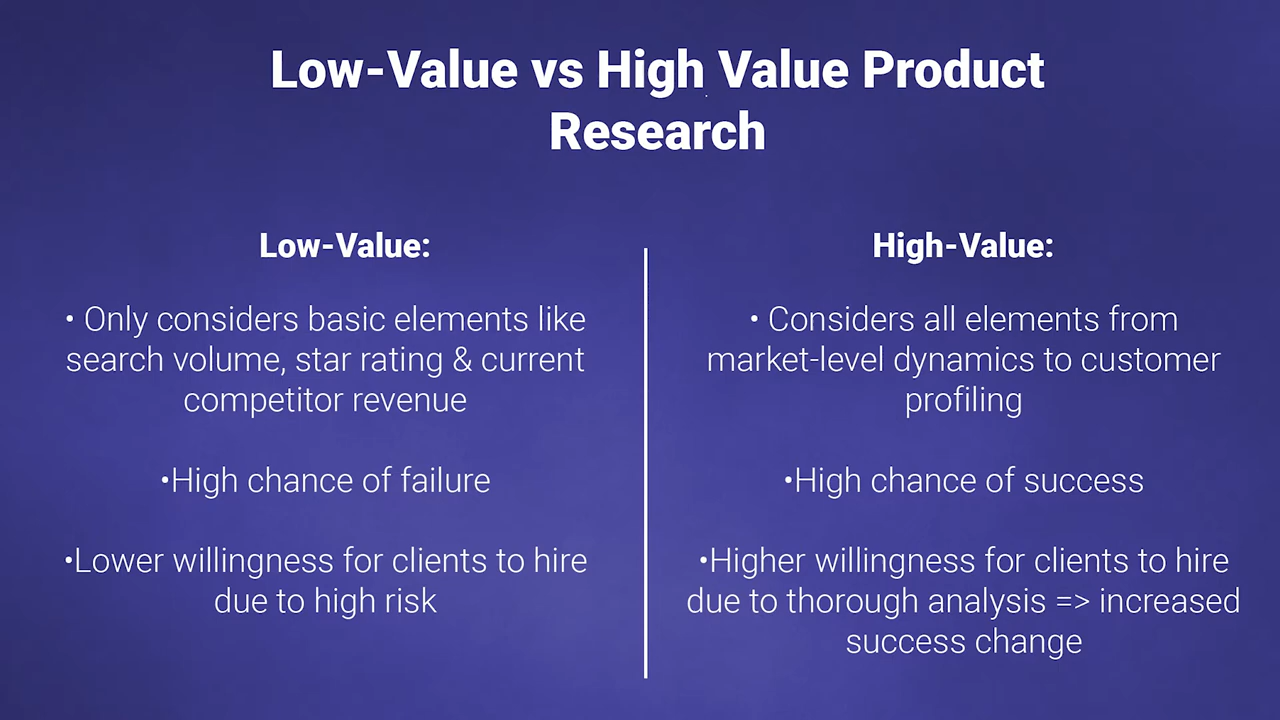 Low-Value vs High Value Product
Research
Low-Value:
• Only considers basic elements like
search volume, star rating & current
competitor revenue
•High chance of failure
•Lower willingness for clients to hire
due to high risk
High-Value:
• Considers all elements from
market-level dynamics to customer
profiling
•High chance of success
•Higher willingness for clients to hire
due to thorough analysis => increased
success change